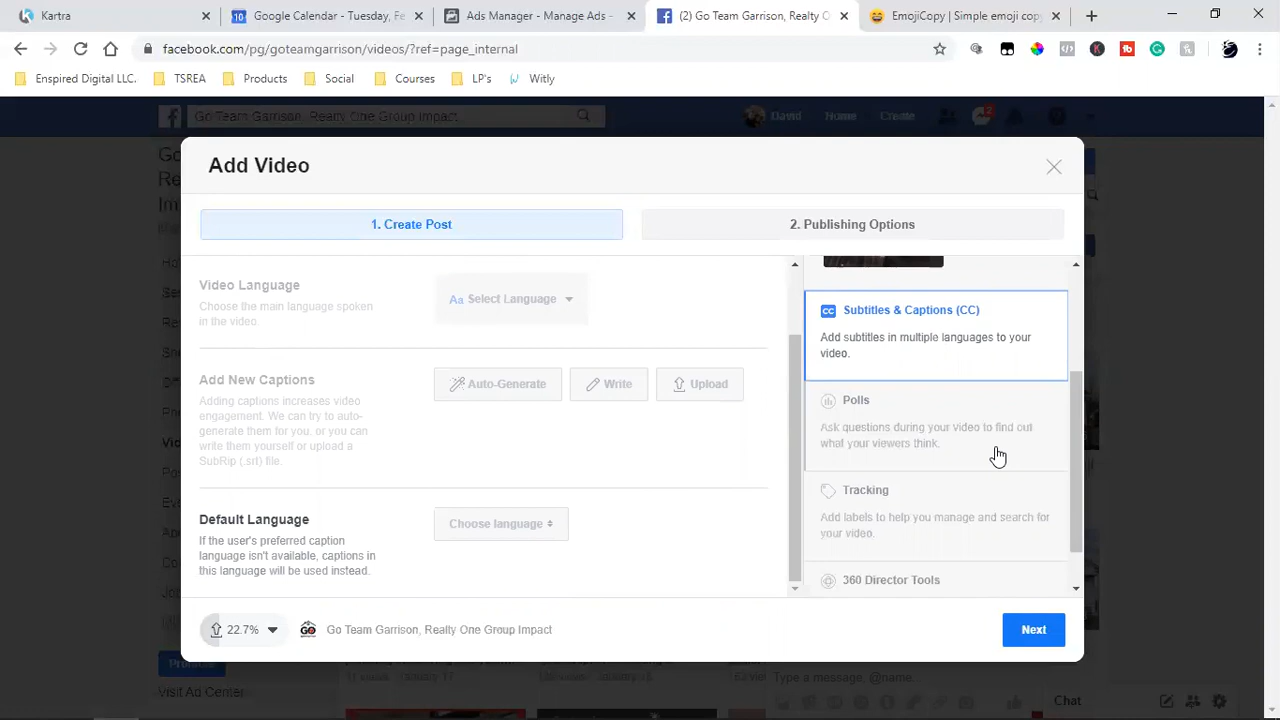 Kartra
Google Calendar - Tuesday, Fe
Ads Manager - Manage Ads -
(2) Go Team Garrison, Realty O
EmojiCopy | Simple emoji copy
facebook.com/pg/goteamgarrison/videos/?ref=page_internal
Enspired Digital LLC.
TSREA
Products
Social
Courses
LP's
Witly
Go Team Garrison, Realty One Group Impact
David
Home
Create
2
Add Video
1. Create Post
2. Publishing Options
Video Language
Choose the main language spoken
in the video.
Aa Select Language
Add New Captions
Adding captions increases video
engagement. We can try to auto-
generate them for you, or you can
write them yourself or upload a
SubRip (.srt) file.
Auto-Generate
Write
Upload
Default Language
If the user's preferred caption
language isn't available, captions in
this language will be used instead.
Choose language
CC Subtitles & Captions (CC)
Add subtitles in multiple languages to your
video.
Polls
Ask questions during your video to find out
what your viewers think.
Tracking
Add labels to help you manage and search for
your video.
360 Director Tools
22.7%
GO
Go Team Garrison, Realty One Group Impact
Next
Visit Ad Center
Type a message, @name...
Chat